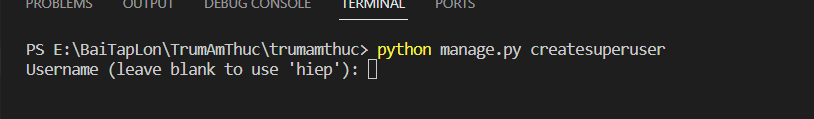 PROBLEMS OUTPUT DEBUG CONSOLE TERMINAL PORTS
PS E:\BaiTapLon\TrumAmThuc\trumamthuc> python manage.py createsuperuser
Username (leave blank to use 'hiep'):